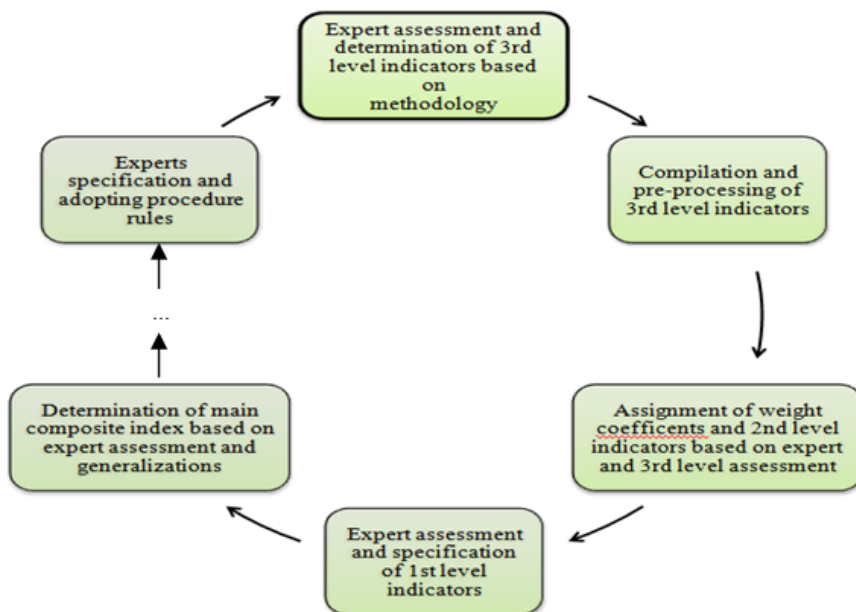 Expert assessment and
determination of 3rd
level indicators based
on
methodology
Compilation and
pre-processing of
3rd level indicators
Assignment of weight
coefficents and 2nd level
indicators based on expert
and 3rd level assessment
Expert assessment
and specification
of 1st level
indicators
Determination of main
composite index based on
expert assessment and
generalizations
...
Experts
specification and
adopting procedure
rules